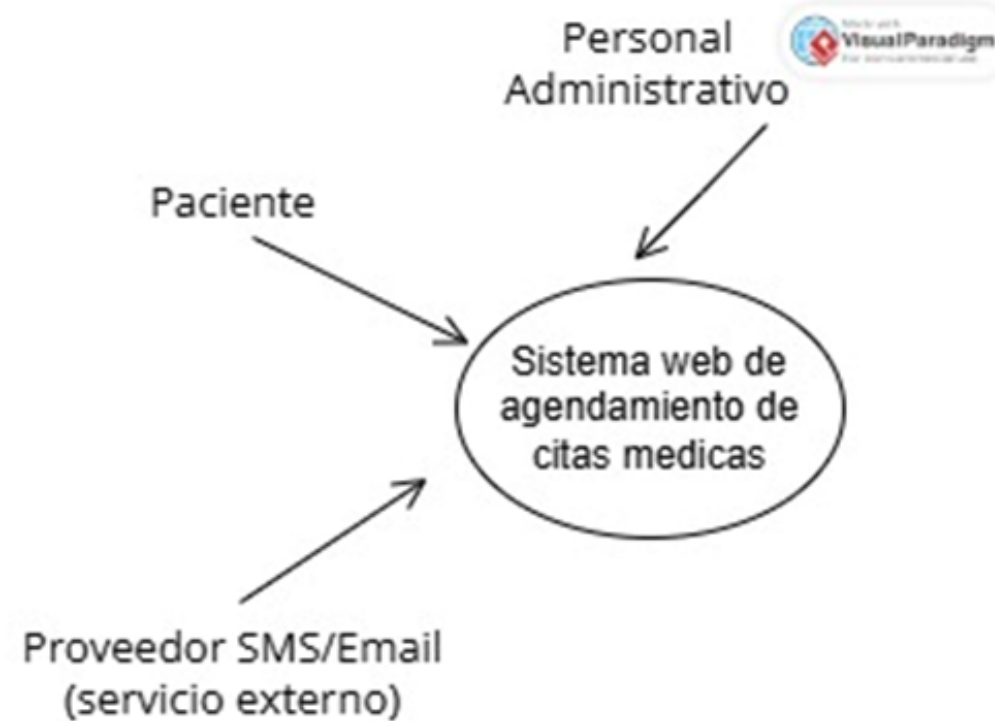 Personal
Administrativo
VisualParadigm
Paciente
Sistema web de
agendamiento de
citas medicas
Proveedor SMS/Email
(servicio externo)